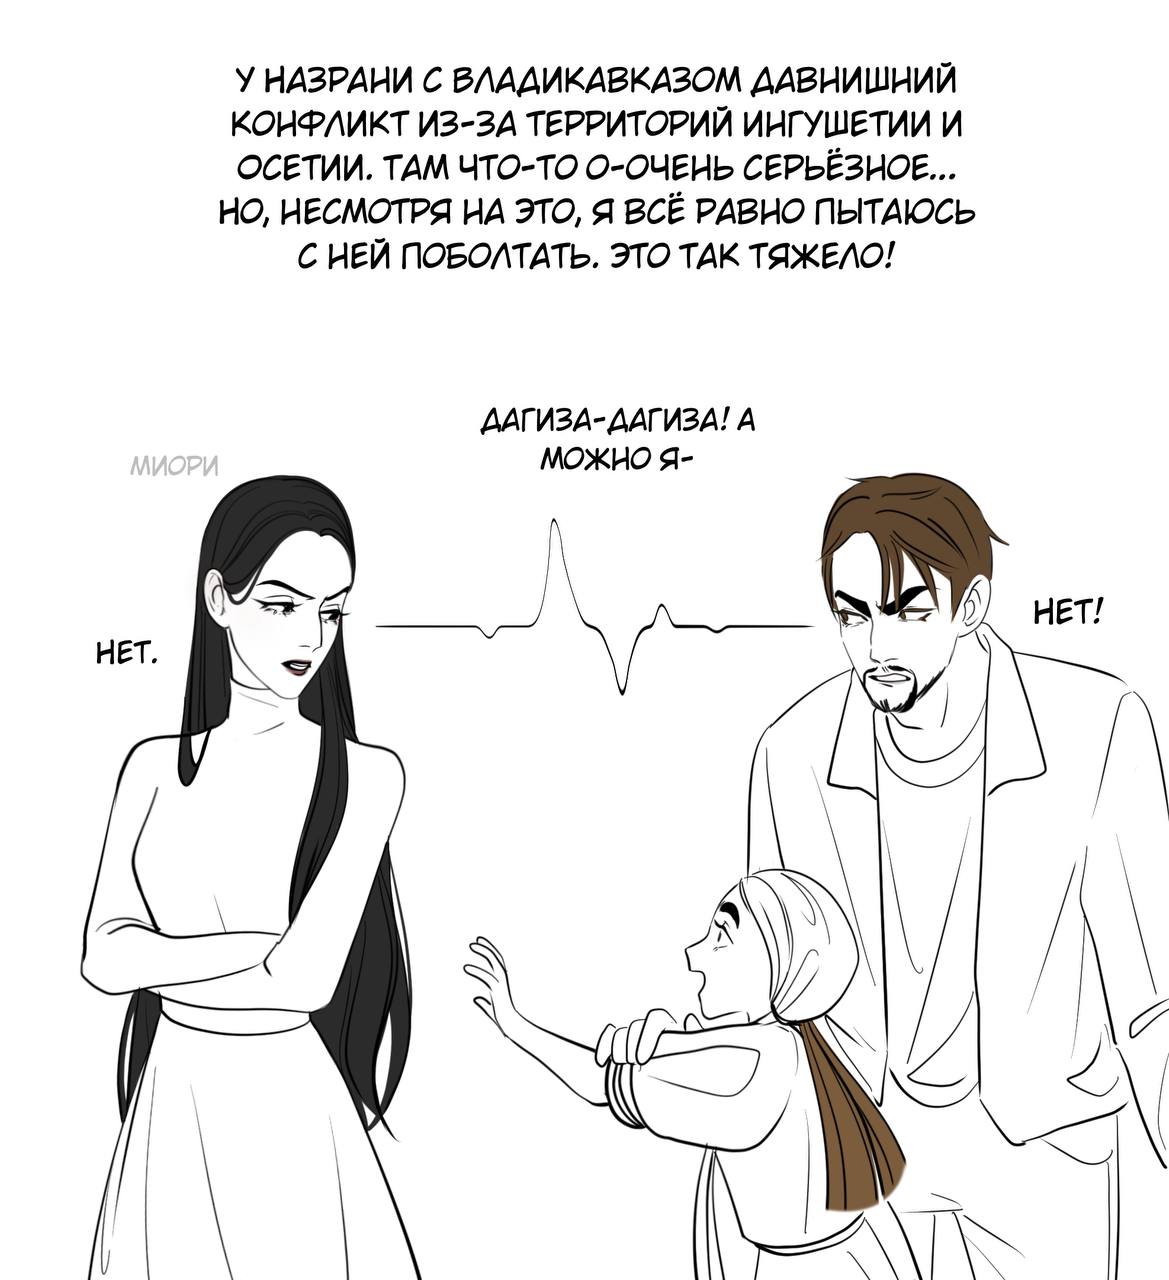 У НАЗРАНИ С ВЛАДИКАВКАЗОМ ДАВНИШНИЙ
КОНФЛИКТ ИЗ-ЗА ТЕРРИТОРИЙ ИНГУШЕТИИ И
ОСЕТИИ. ТАМ ЧТО-ТО О-ОЧЕНЬ СЕРЬЁЗНОЕ...
НО, НЕСМОТРЯ НА ЭТО, Я ВСЁ РАВНО ПЫТАЮСЬ
С НЕЙ ПОБОЛТАТЬ. ЭТО ТАК ТЯЖЕЛО!
ДАГИЗА-ДАГИЗА! А
МОЖНО Я-
МИОРИ
НЕТ.
НЕТ!